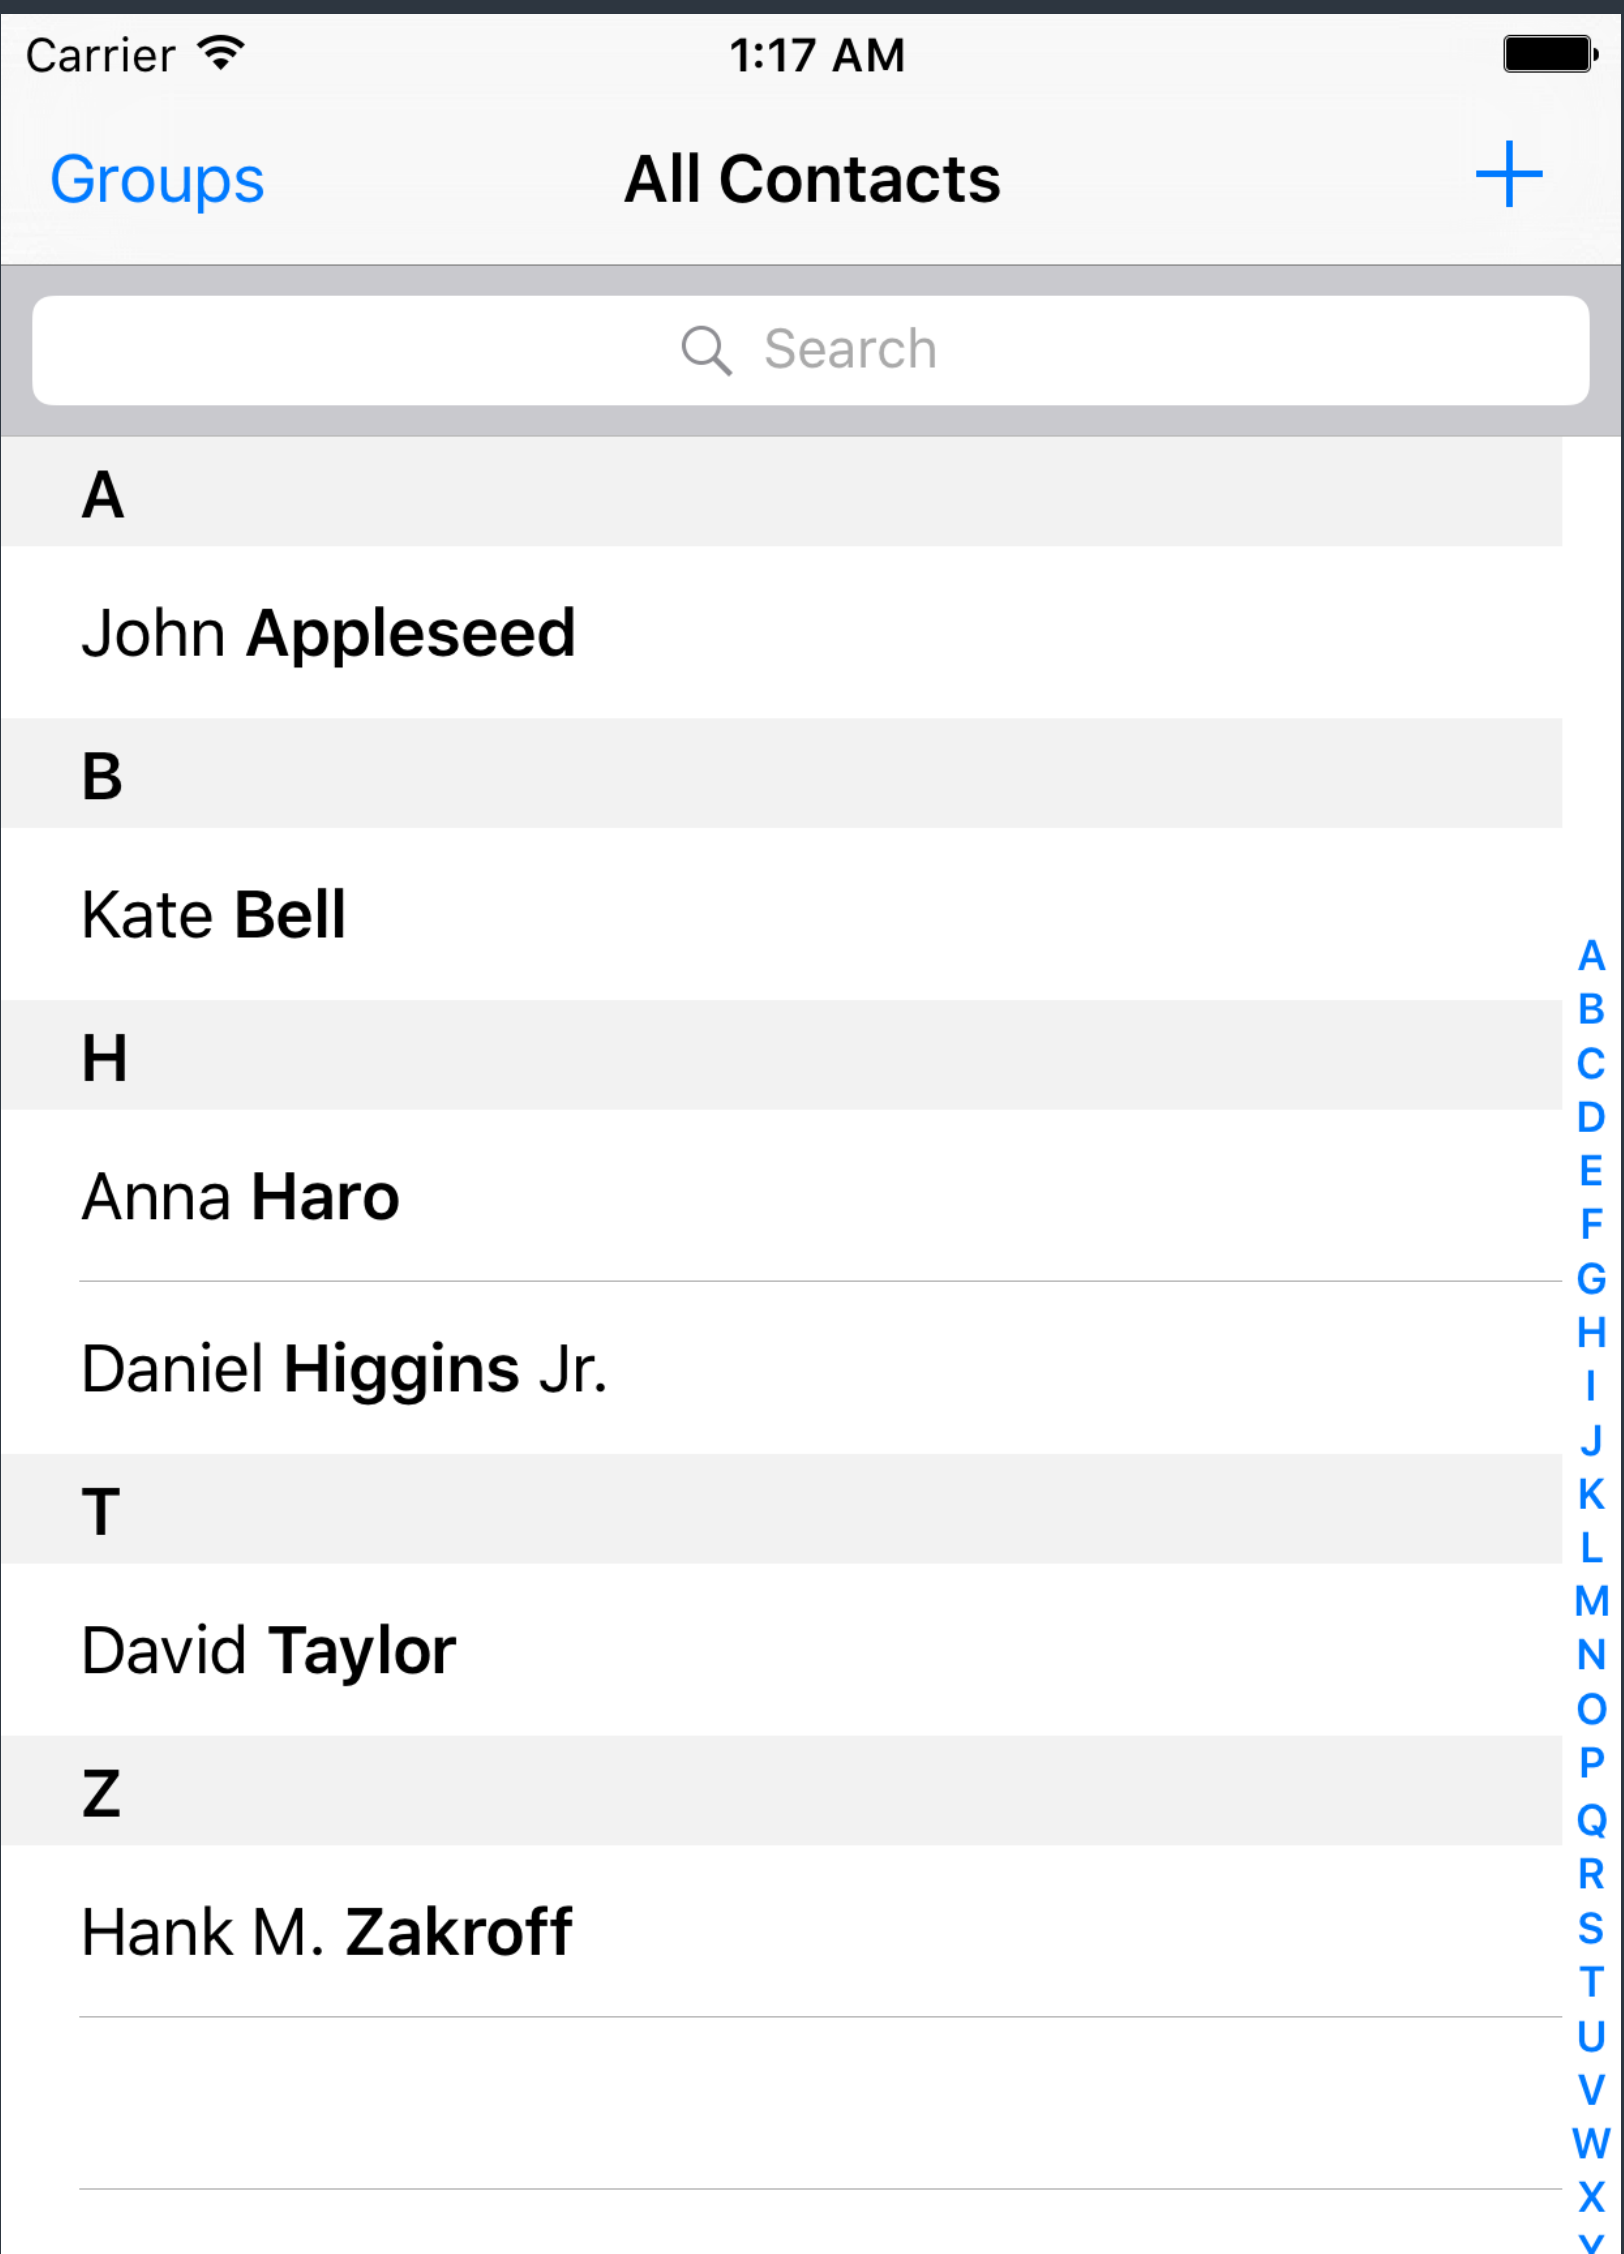 Carrier 1:17 AM
Groups All Contacts
Search
A
John Appleseed
B
Kate Bell
H
Anna Haro
Daniel Higgins Jr.
T
David Taylor
Z
Hank M. Zakroff
A
B
C
D
E
F
G
H
I
J
K
L
M
N
O
P
Q
R
S
T
U
V
W
X
Y